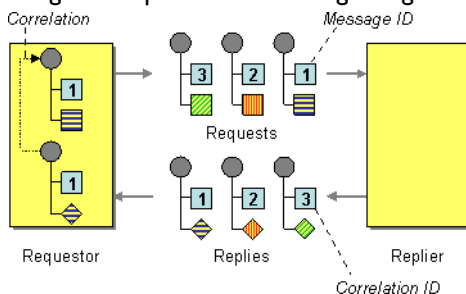 Correlation
Message ID
1
3
2
1
Requests
1
1
2
3
Requestor
Replies
Replier
Correlation ID